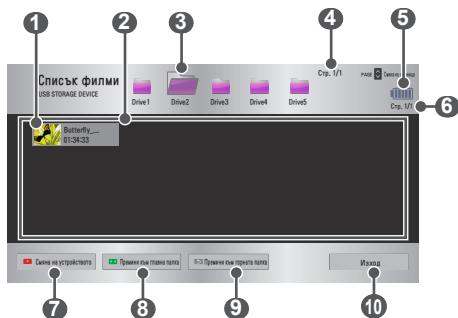 1
2
3
4
5
Стр. 1/1
PAGE
Списък филми
USB STORAGE DEVICE
Drive1
Drive2
Drive3
Drive4
Drive5
Стр. 1/1
6
Butterfly_...
01:34:33
Смяна на устройството
Премини към главна папка
Премини към горната папка
Изход
7
8
9
10